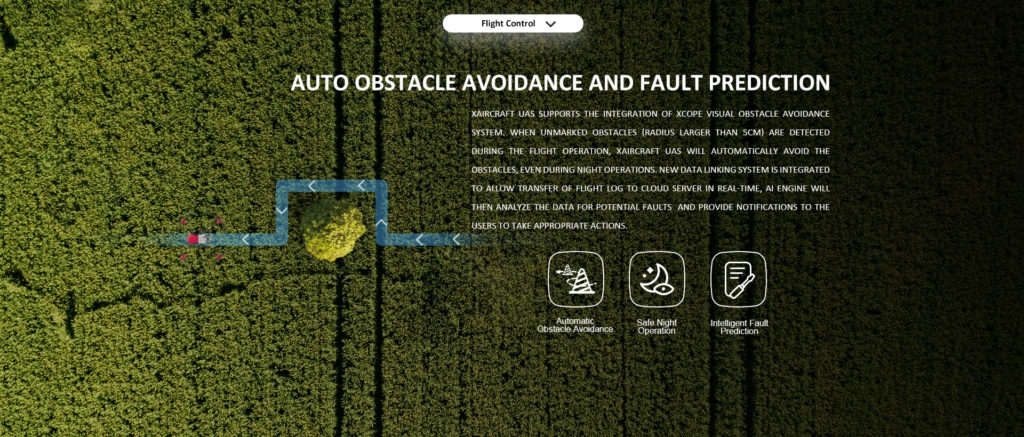 Flight Control
AUTO OBSTACLE AVOIDANCE AND FAULT PREDICTION
XAIRCRAFT UAS SUPPORTS THE INTEGRATION OF XCOPE VISUAL OBSTACLE AVOIDANCE
SYSTEM. WHEN UNMARKED OBSTACLES (RADIUS LARGER THAN 5CM) ARE DETECTED
DURING THE FLIGHT OPERATION, XAIRCRAFT UAS WILL AUTOMATICALLY AVOID THE
OBSTACLES, EVEN DURING NIGHT OPERATIONS. NEW DATA LINKING SYSTEM IS INTEGRATED
TO ALLOW TRANSFER OF FLIGHT LOG TO CLOUD SERVER IN REAL-TIME, AI ENGINE WILL
THEN ANALYZE THE DATA FOR POTENTIAL FAULTS AND PROVIDE NOTIFICATIONS TO THE
USERS TO TAKE APPROPRIATE ACTIONS.
Automatic
Obstacle Avoidance
Safe Night
Operation
Intelligent Fault
Prediction